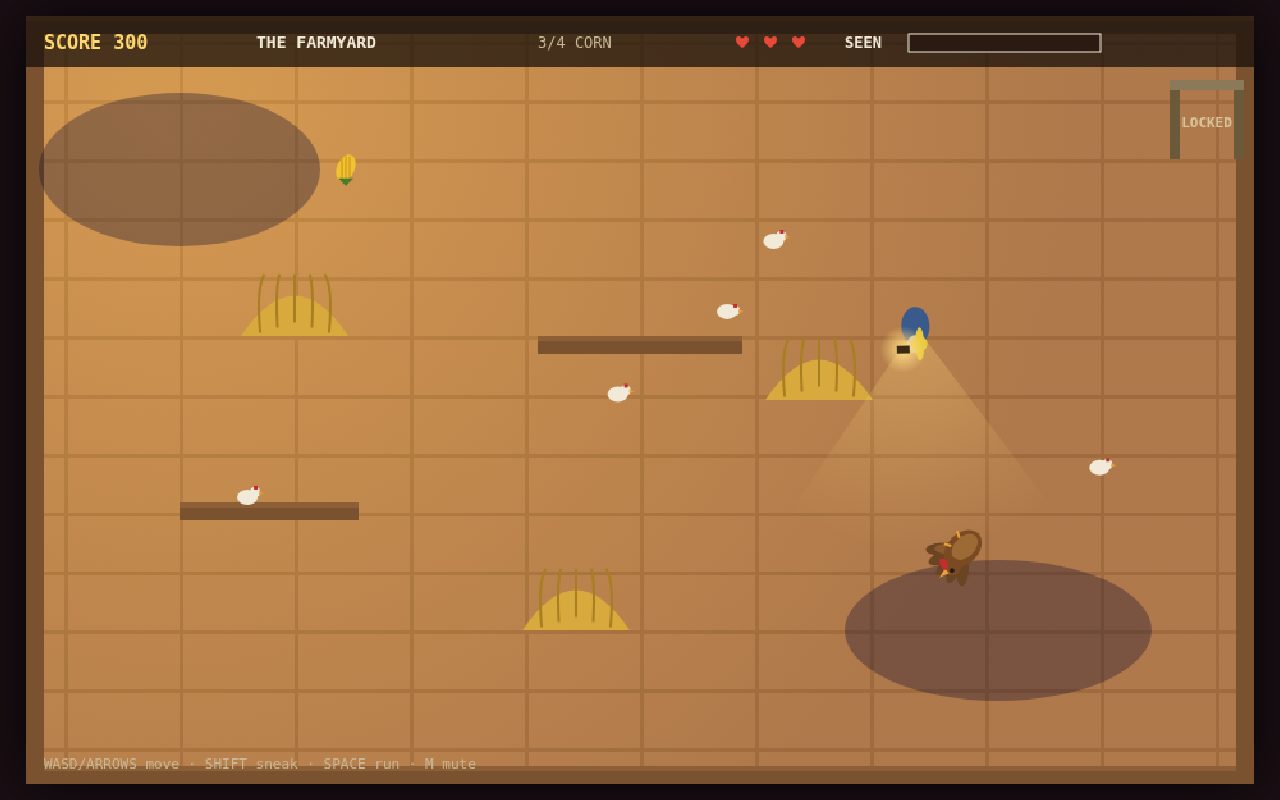 SCORE 300
THE FARMYARD
3/4 CORN
SEEN
LOCKED
WASD/ARROWS move · SHIFT sneak · SPACE run · M mute